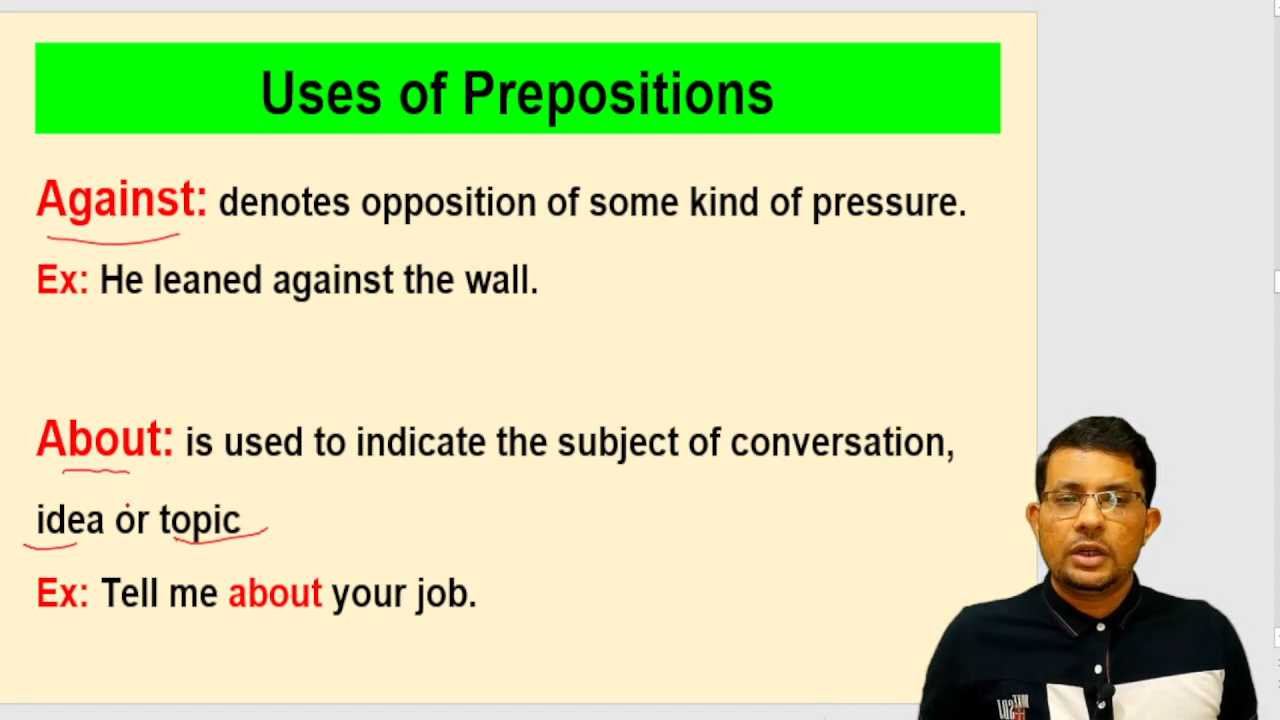 Uses of Prepositions
Against: denotes opposition of some kind of pressure.
Ex: He leaned against the wall.
About: is used to indicate the subject of conversation,
idea or topic
Ex: Tell me about your job.